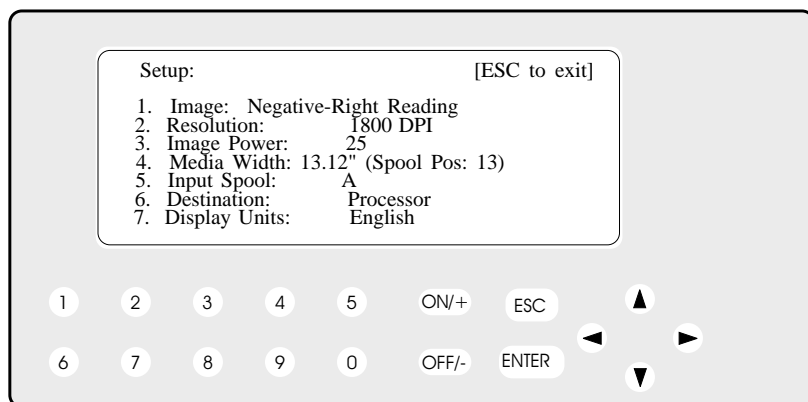 Setup: [ESC to exit]
1. Image: Negative-Right Reading
2. Resolution: 1800 DPI
3. Image Power: 25
4. Media Width: 13.12" (Spool Pos: 13)
5. Input Spool: A
6. Destination: Processor
7. Display Units: English
1 2 3 4 5 ON/+ ESC
6 7 8 9 0 OFF/- ENTER